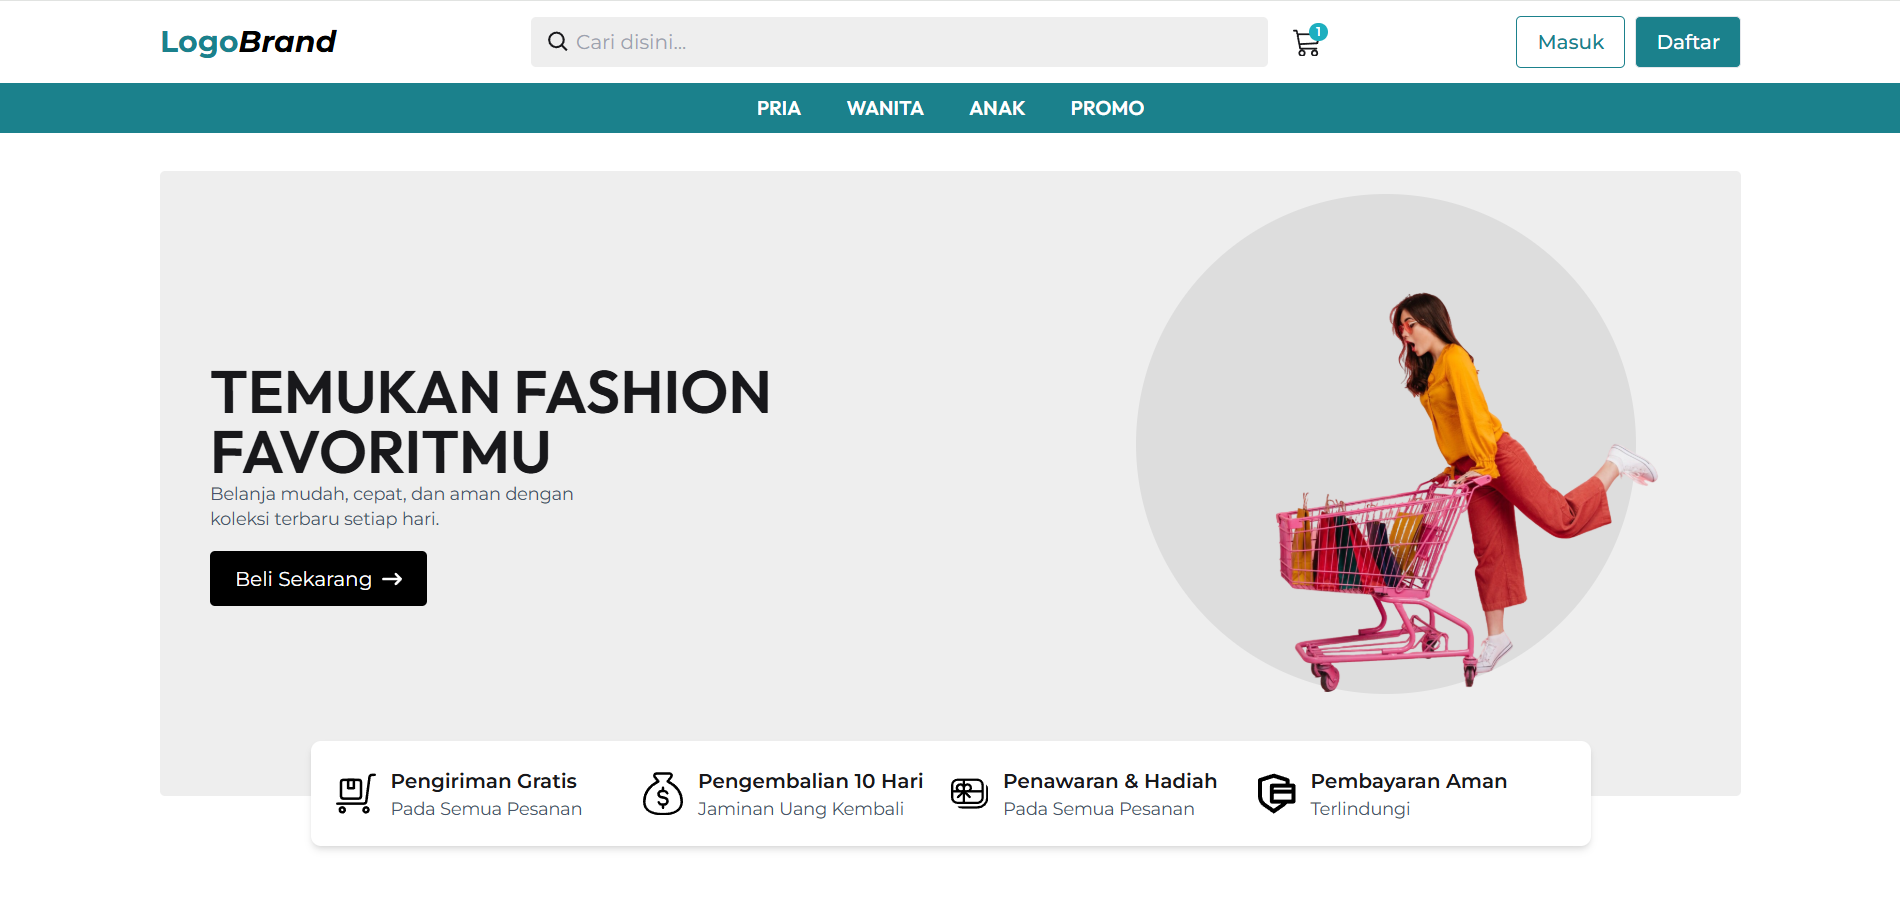 LogoBrand
Cari disini...
1
Masuk
Daftar
PRIA
WANITA
ANAK
PROMO
TEMUKAN FASHION
FAVORITMU
Belanja mudah, cepat, dan aman dengan
koleksi terbaru setiap hari.
Beli Sekarang
Pengiriman Gratis
Pada Semua Pesanan
Pengembalian 10 Hari
Jaminan Uang Kembali
Penawaran & Hadiah
Pada Semua Pesanan
Pembayaran Aman
Terlindungi